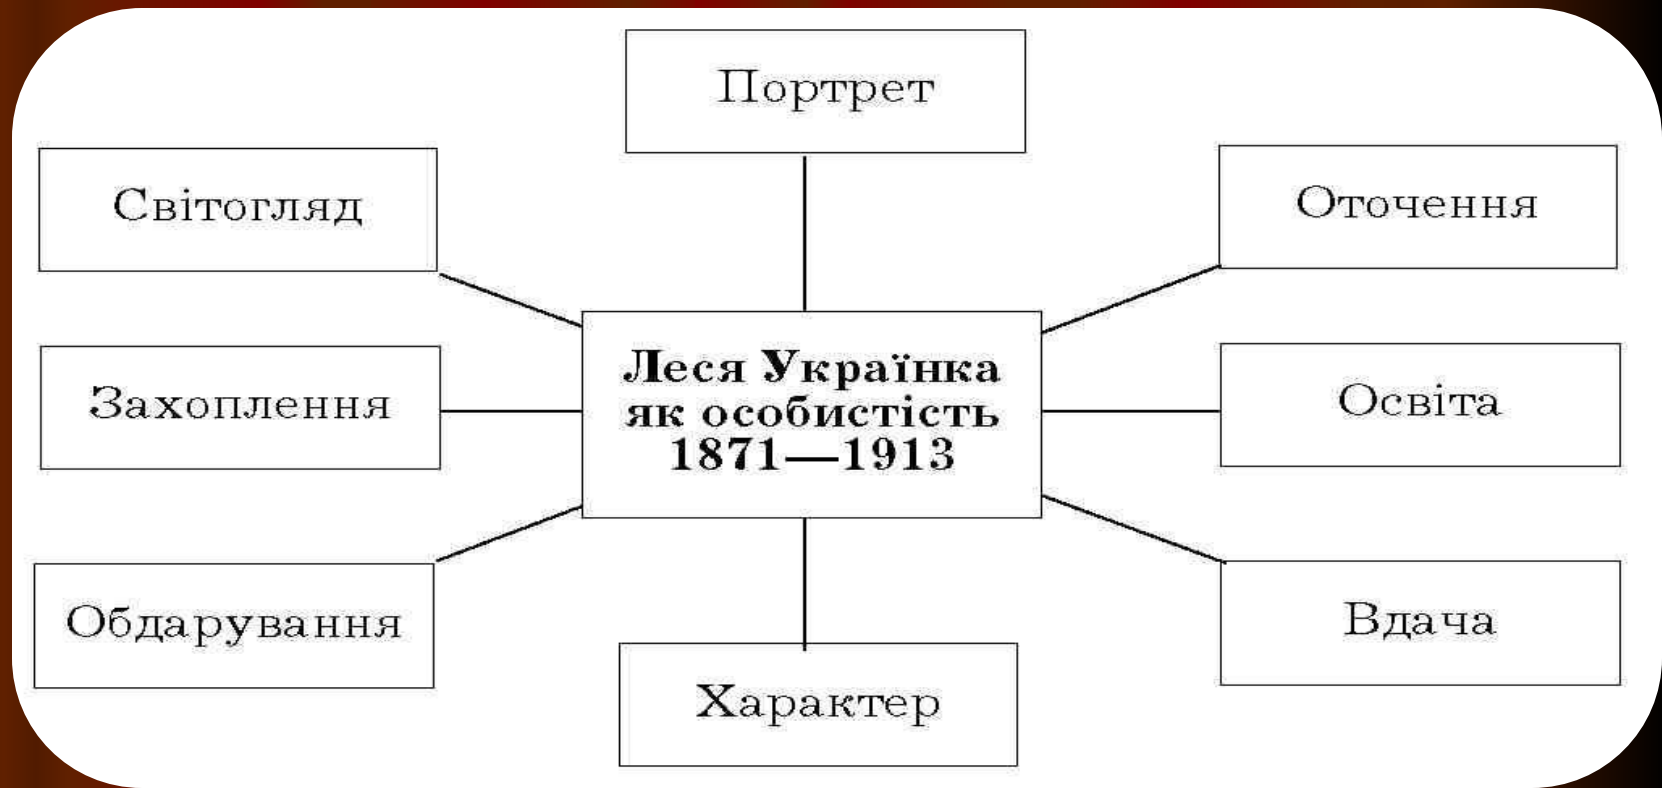 Портрет
Світогляд
Оточення
Леся Українка
як особистість
1871—1913
Захоплення
Освіта
Обдарування
Вдача
Характер